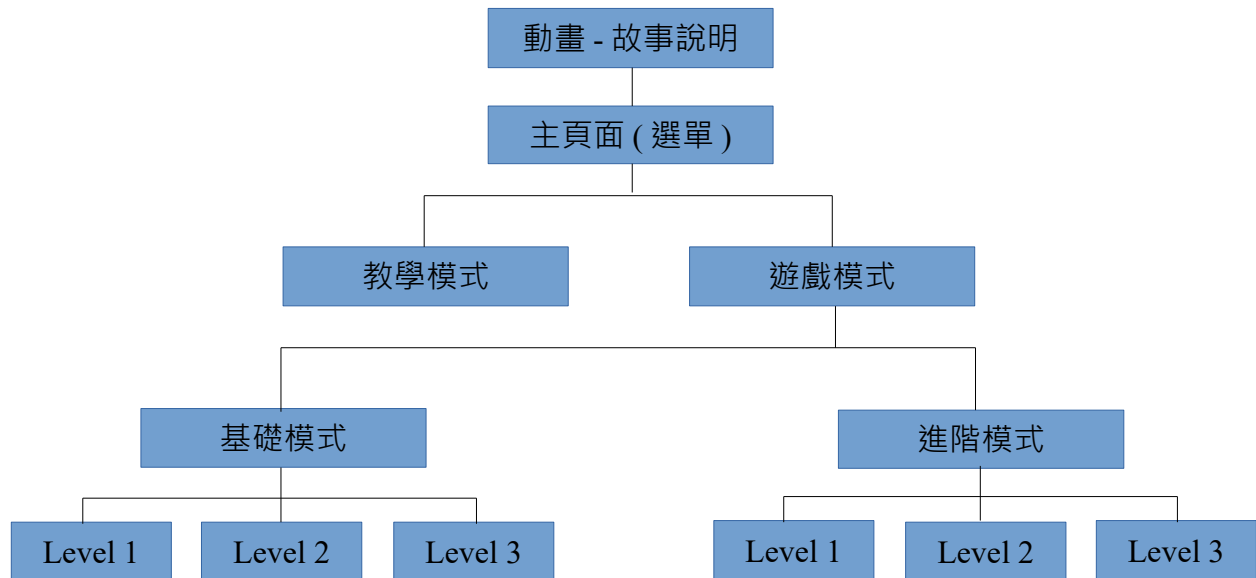 動畫 - 故事說明
主頁面 ( 選單 )
教學模式
遊戲模式
基礎模式
進階模式
Level 1
Level 2
Level 3
Level 1
Level 2
Level 3